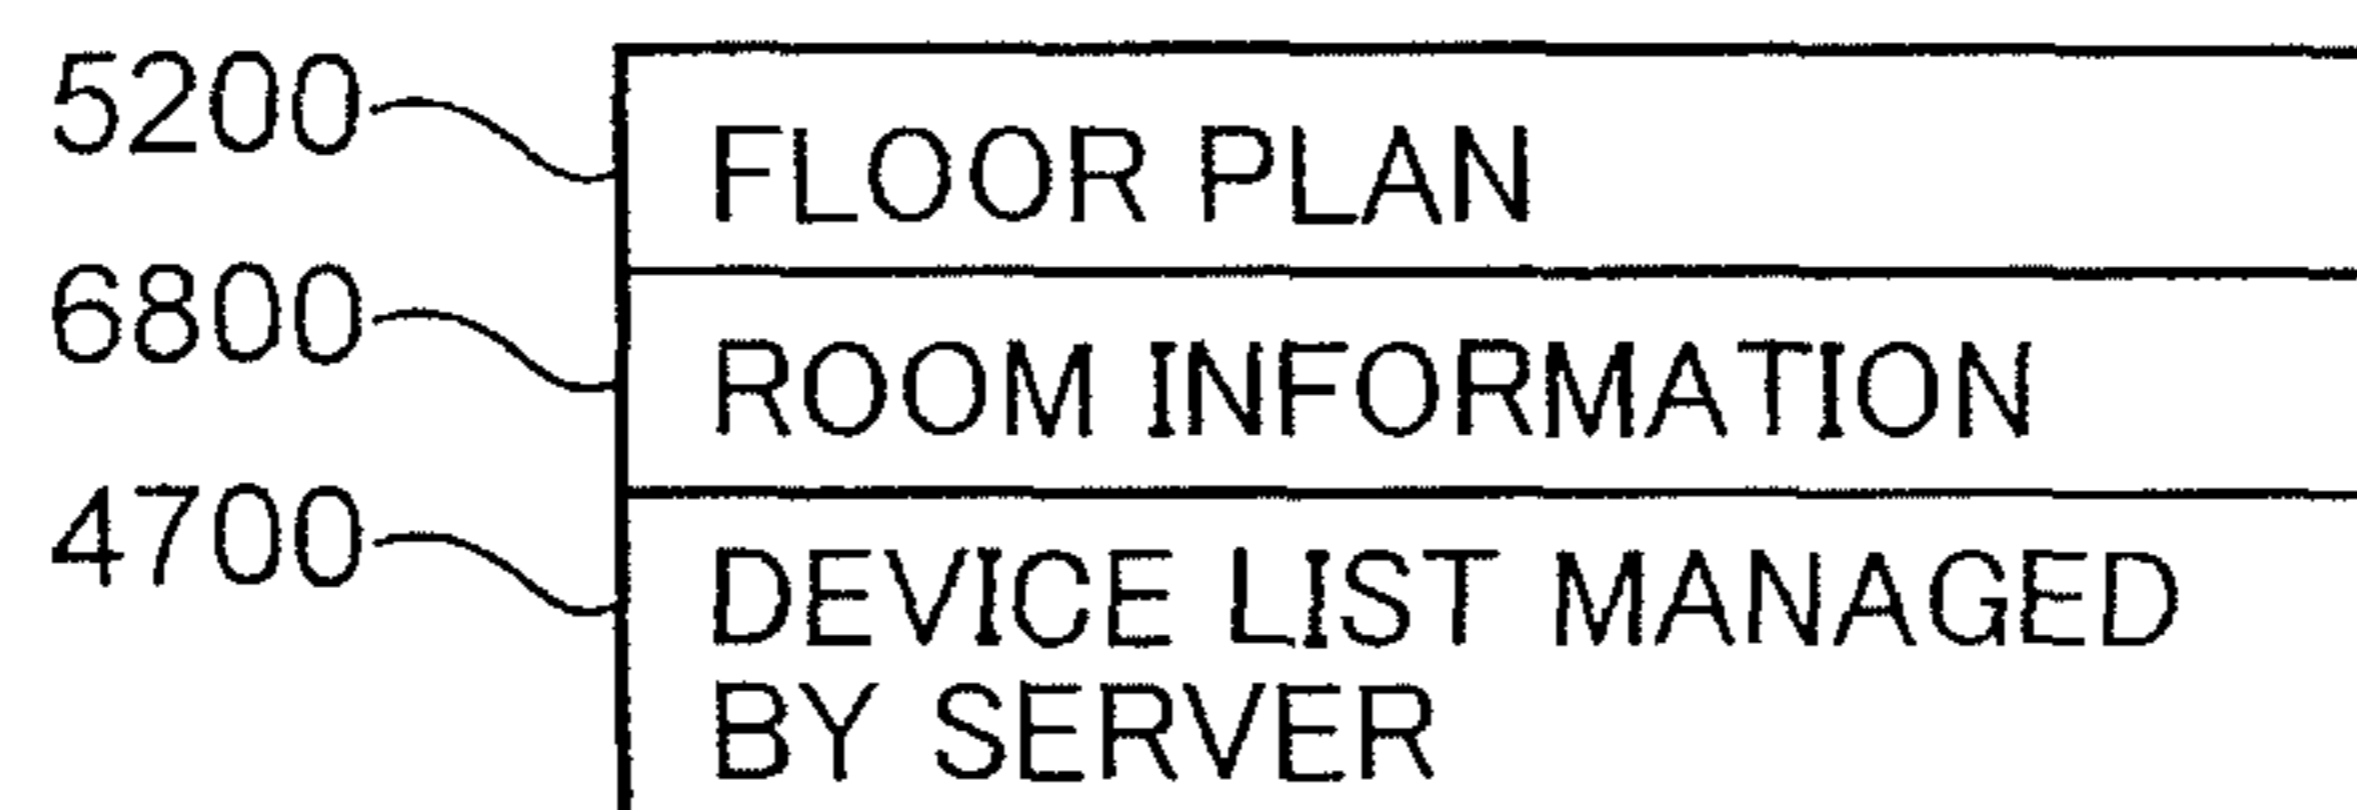 5200 FLOOR PLAN
6800 ROOM INFORMATION
4700 DEVICE LIST MANAGED
BY SERVER